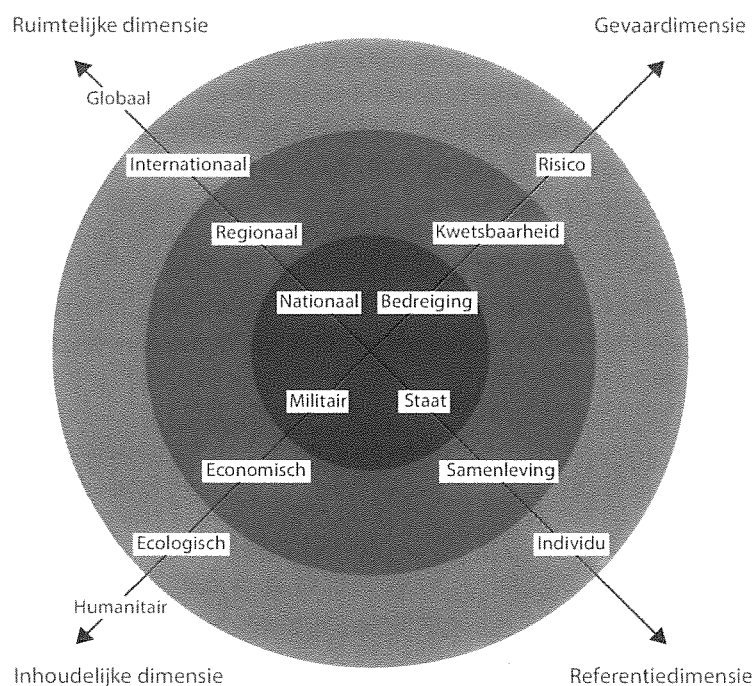 Ruimtelijke dimensie
Gevaardimensie
Globaal
Internationaal
Risico
Regionaal
Kwetsbaarheid
Nationaal
Bedreiging
Militair
Staat
Economisch
Samenleving
Ecologisch
Individu
Humanitair
Inhoudelijke dimensie
Referentiedimensie